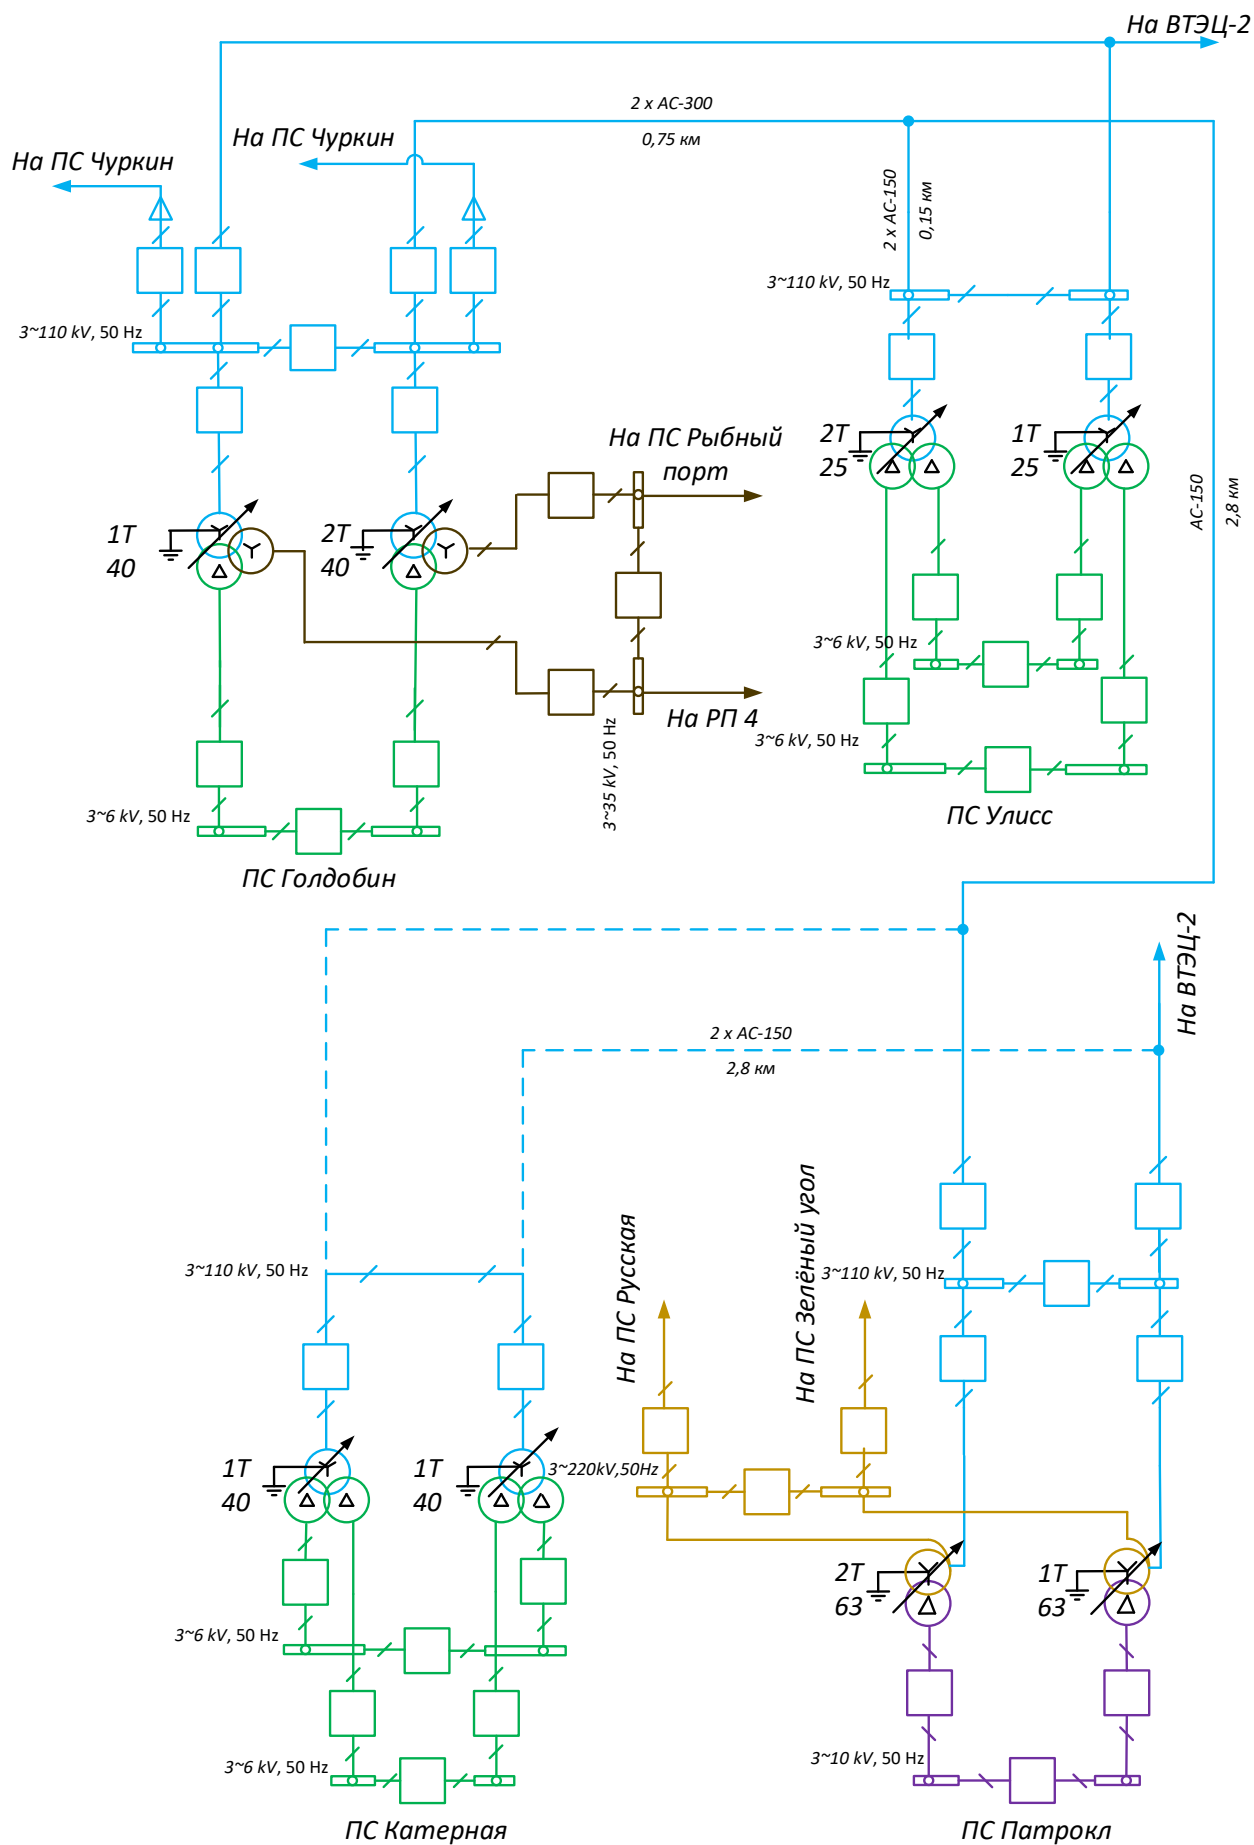 На ВТЭЦ-2
2 x АС-300
0,75 км
На ПС Чуркин
На ПС Чуркин
2 x АС-150
0,15 км
3~110 kV, 50 Hz
3~110 kV, 50 Hz
2Т
25
1Т
25
На ПС Рыбный
порт
АС-150
2,8 км
1Т
40
2Т
40
3~6 kV, 50 Hz
На РП 4
3~35 kV, 50 Hz
3~6 kV, 50 Hz
3~6 kV, 50 Hz
ПС Улисс
ПС Голдобин
На ВТЭЦ-2
2 x АС-150
2,8 км
На ПС Русская
На ПС Зелёный угол
3~110 kV, 50 Hz
3~110 kV, 50 Hz
1Т
40
1Т
40
3~220kV,50Hz
2Т
63
1Т
63
3~6 kV, 50 Hz
3~6 kV, 50 Hz
3~10 kV, 50 Hz
ПС Катерная
ПС Патрокл